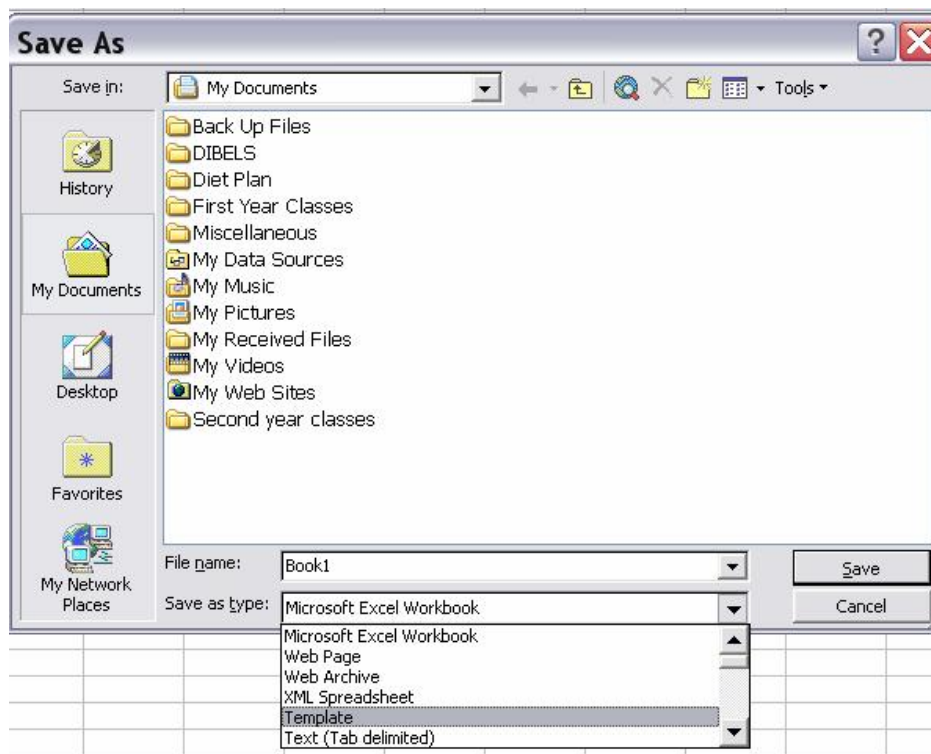 Save As
Save in:
My Documents
Tools
History
My Documents
Desktop
Favorites
My Network
Places
Back Up Files
DIBELS
Diet Plan
First Year Classes
Miscellaneous
My Data Sources
My Music
My Pictures
My Received Files
My Videos
My Web Sites
Second year classes
File name:
Book1
Save
Save as type:
Microsoft Excel Workbook
Cancel
Microsoft Excel Workbook
Web Page
Web Archive
XML Spreadsheet
Template
Text (Tab delimited)